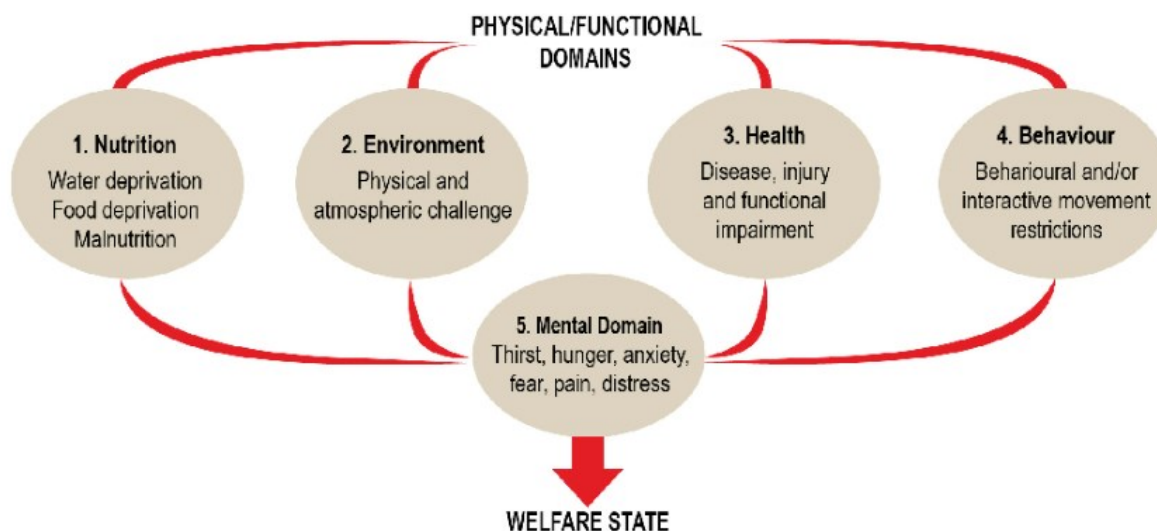 PHYSICAL/FUNCTIONAL
DOMAINS
1. Nutrition
Water deprivation
Food deprivation
Malnutrition
2. Environment
Physical and
atmospheric challenge
3. Health
Disease, injury
and functional
impairment
4. Behaviour
Beharioural and/or
interactive movement
restrictions
5. Mental Domain
Thirst, hunger, anxiety,
fear, pain, distress
WELFARE STATE